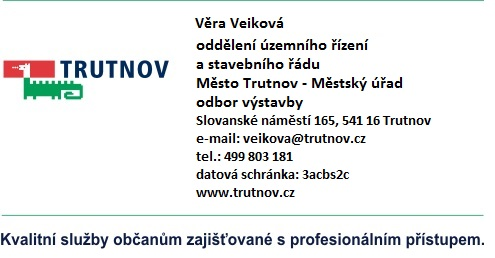 Věra Veiková
oddělení územního řízení
a stavebního řádu
TRUTNOV
Město Trutnov - Městský úřad
odbor výstavby
Slovanské náměstí 165, 541 16 Trutnov
e-mail: veikova@trutnov.cz
tel.: 499 803 181
datová schránka: 3acbs2c
www.trutnov.cz
Kvalitní služby občanům zajišťované s profesionálním přístupem.